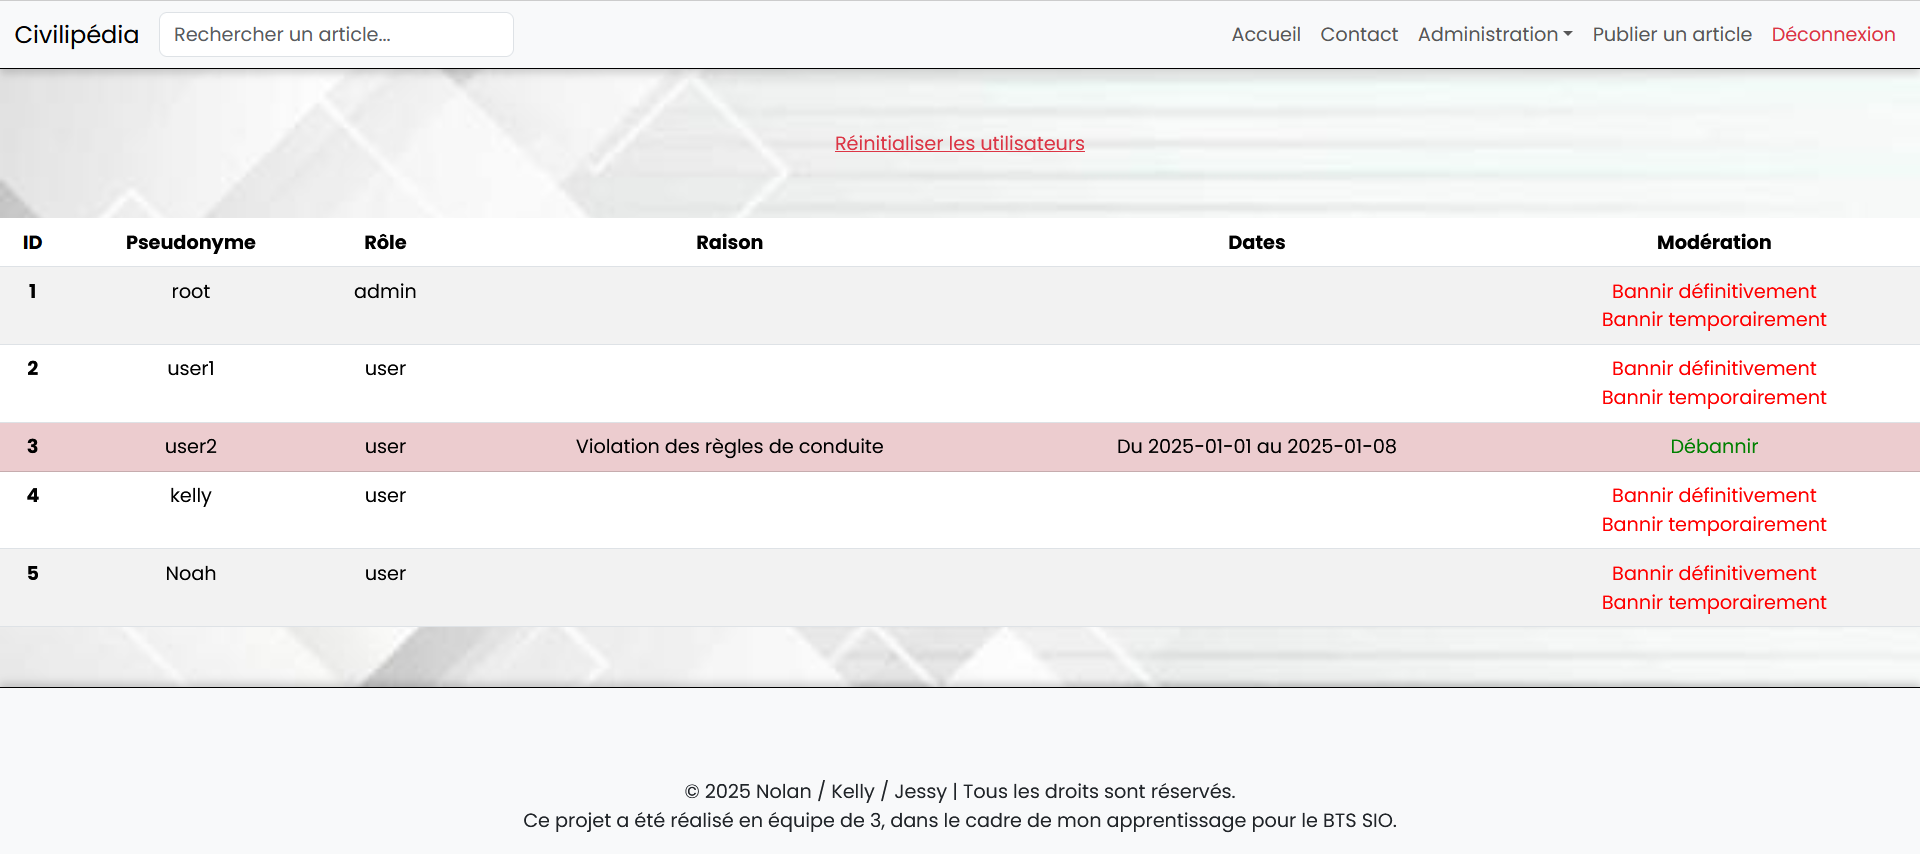 Civilipédia
Rechercher un article...
Accueil
Contact
Administration
Publier un article
Déconnexion
Réinitialiser les utilisateurs
ID Pseudonyme Rôle Raison Dates Modération
1 root admin Bannir définitivement
Bannir temporairement
2 user1 user Bannir définitivement
Bannir temporairement
3 user2 user Violation des règles de conduite Du 2025-01-01 au 2025-01-08 Débannir
4 kelly user Bannir définitivement
Bannir temporairement
5 Noah user Bannir définitivement
Bannir temporairement
© 2025 Nolan / Kelly / Jessy | Tous les droits sont réservés.
Ce projet a été réalisé en équipe de 3, dans le cadre de mon apprentissage pour le BTS SIO.